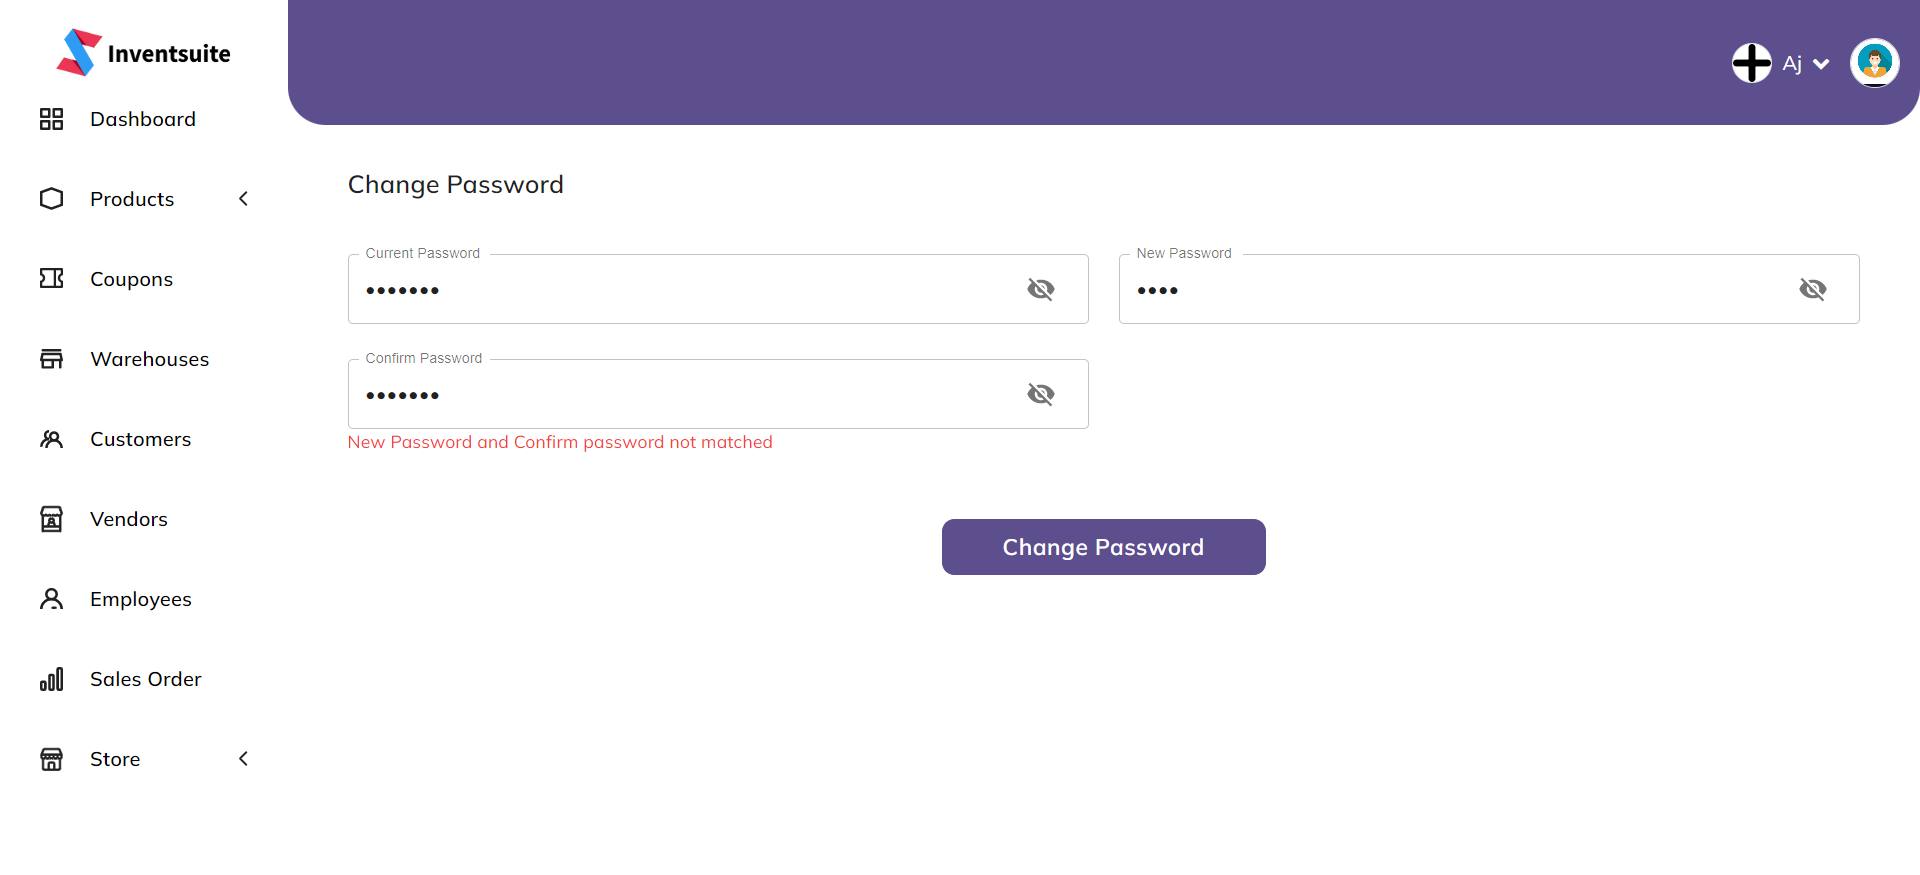 Inventsuite
Dashboard
Products
Coupons
Warehouses
Customers
Vendors
Employees
Sales Order
Store
Aj
Change Password
Current Password
•••••••
New Password
••••
Confirm Password
•••••••
New Password and Confirm password not matched
Change Password